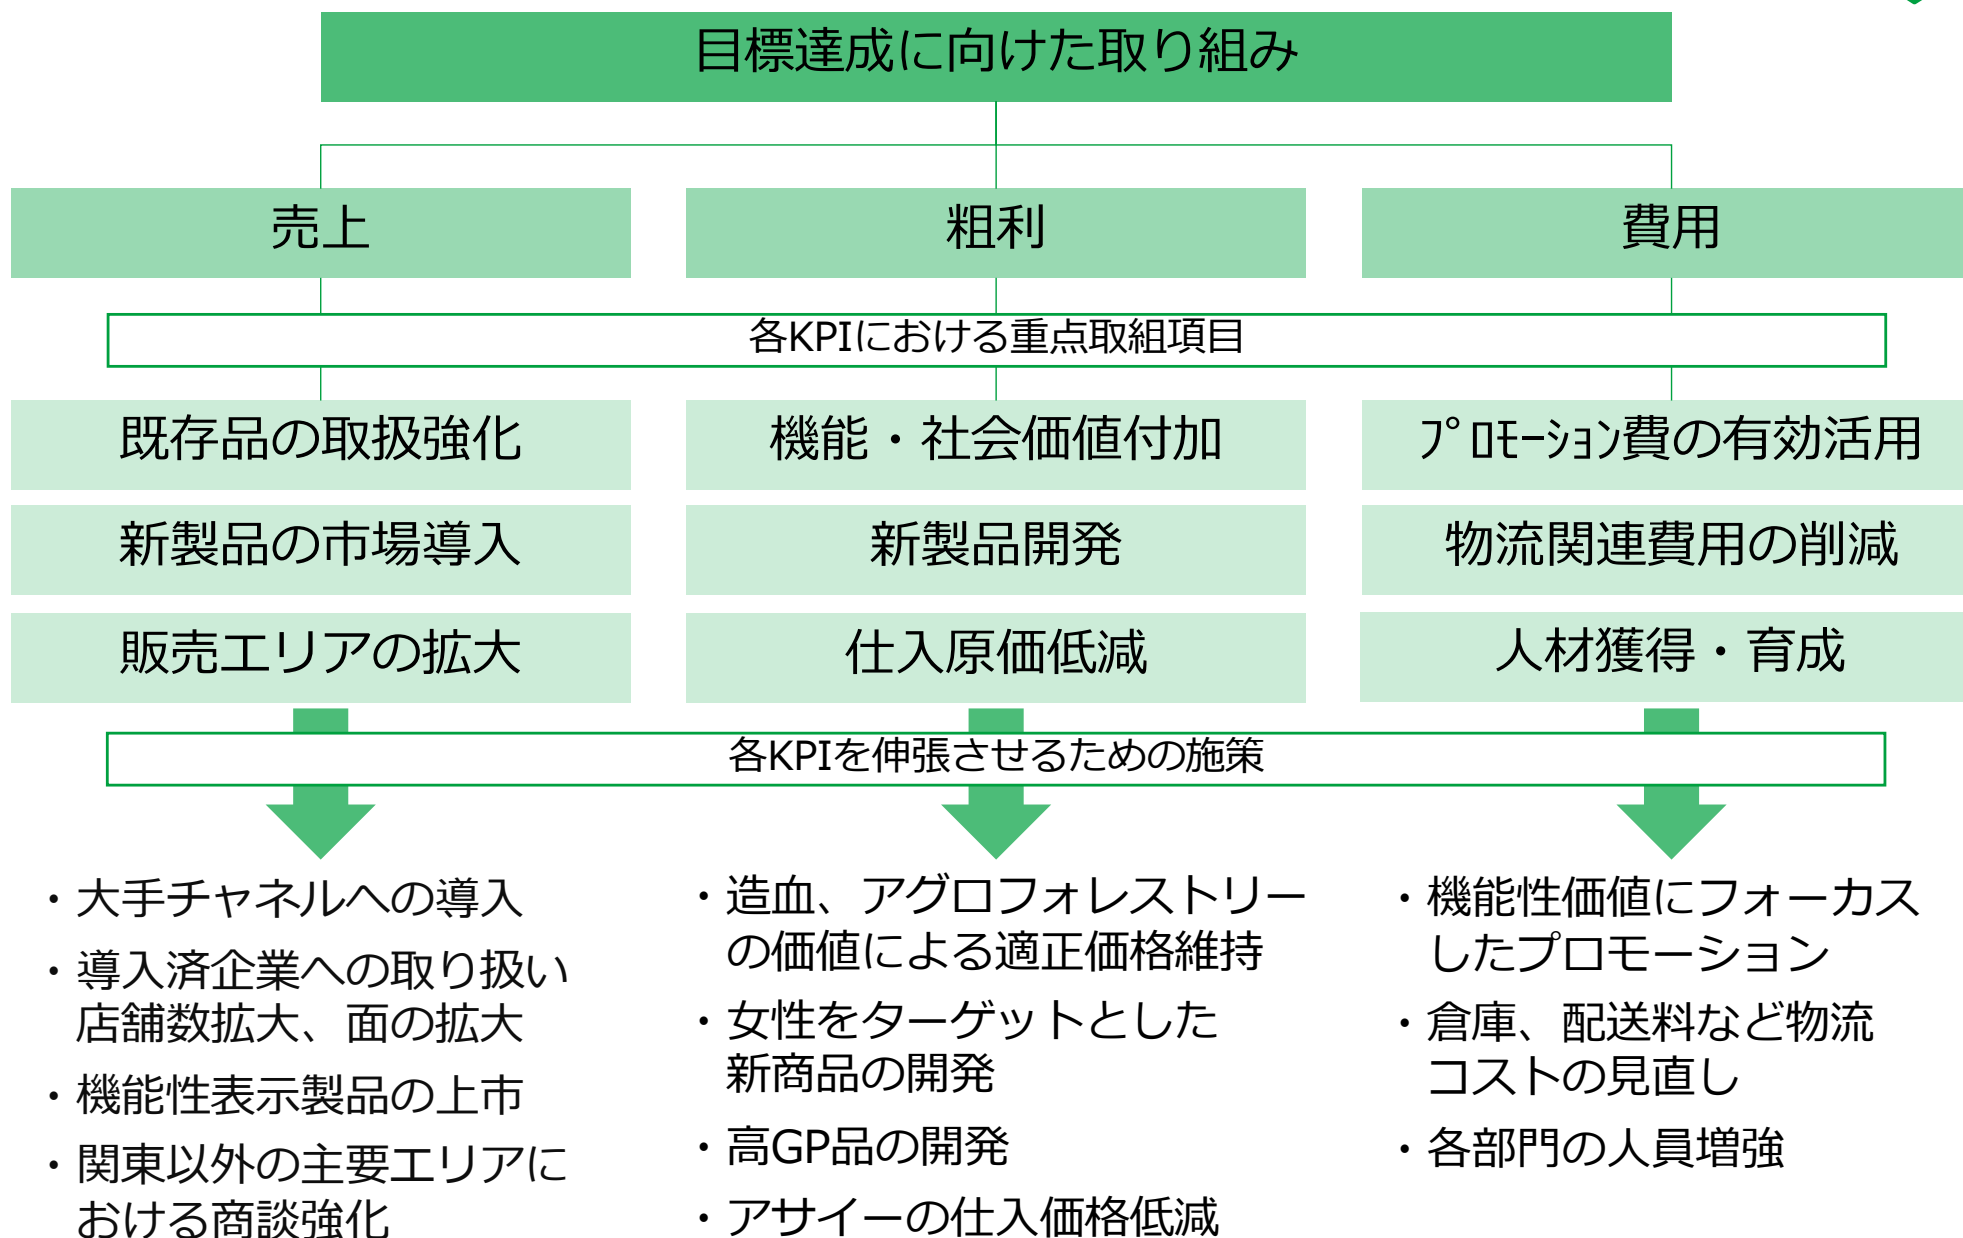 目標達成に向けた取り組み
売上
粗利
費用
各KPIにおける重点取組項目
既存品の取扱強化
機能・社会価値付加
ﾌﾟﾛﾓｰｼｮﾝ費の有効活用
新製品の市場導入
新製品開発
物流関連費用の削減
販売エリアの拡大
仕入原価低減
人材獲得・育成
各KPIを伸張させるための施策
・大手チャネルへの導入
・導入済企業への取り扱い
店舗数拡大、面の拡大
・機能性表示製品の上市
・関東以外の主要エリアに
おける商談強化
・造血、アグロフォレストリー
の価値による適正価格維持
・女性をターゲットとした
新商品の開発
・高GP品の開発
・アサイーの仕入価格低減
・機能性価値にフォーカス
したプロモーション
・倉庫、配送料など物流
コストの見直し
・各部門の人員増強